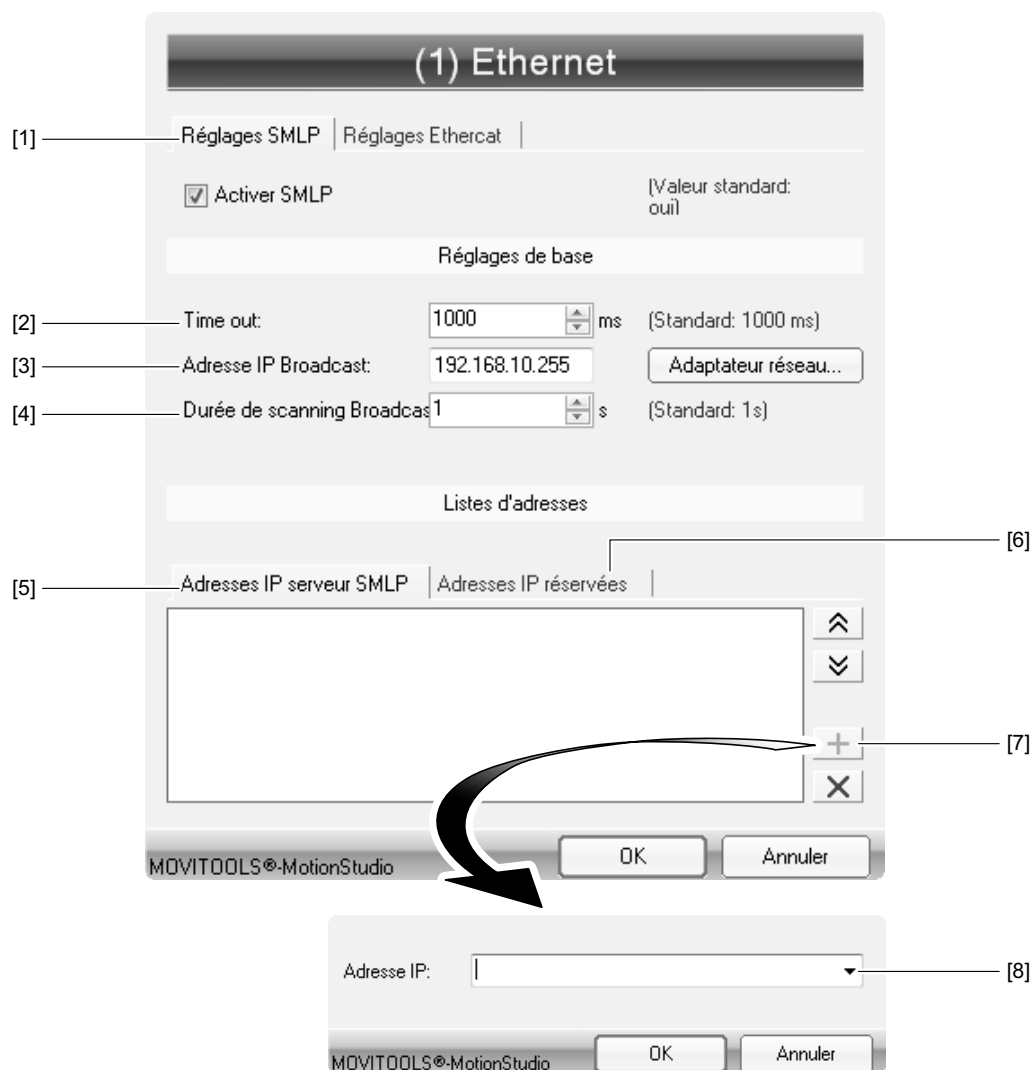 (1) Ethernet
[1]
Réglages SMLP
Réglages Ethercat
Activer SMLP
(Valeur standard:
oui)
Réglages de base
[2]
Time out:
1000
ms
(Standard: 1000 ms)
[3]
Adresse IP Broadcast:
192.168.10.255
Adaptateur réseau...
[4]
Durée de scanning Broadcas
1
s
(Standard: 1s)
Listes d'adresses
[6]
[5]
Adresses IP serveur SMLP
Adresses IP réservées
[7]
MOVITOOLS®-MotionStudio
OK
Annuler
Adresse IP:
[8]
MOVITOOLS®-MotionStudio
OK
Annuler